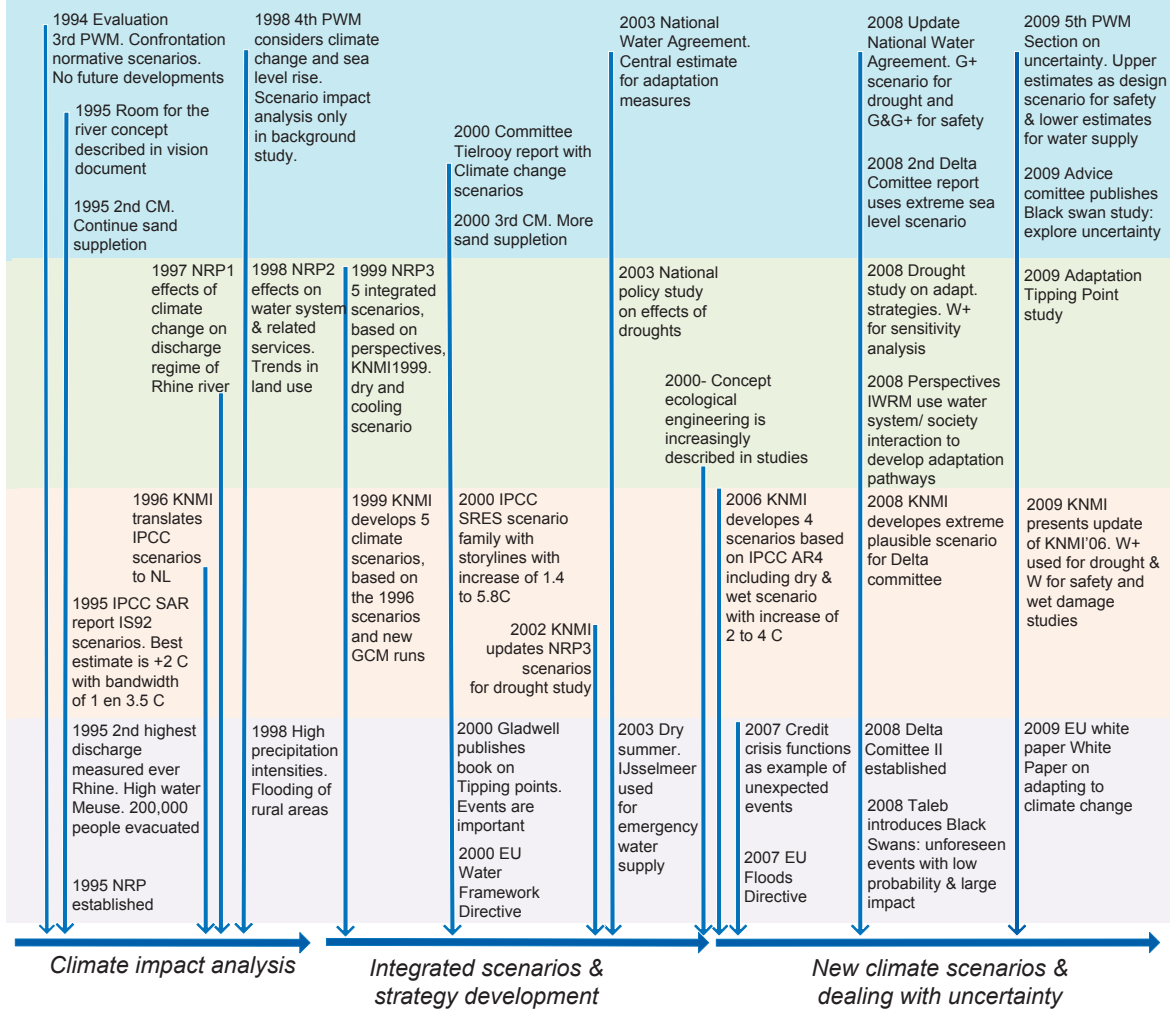 1994 Evaluation
3rd PWM. Confrontation
normative scenarios.
No future developments
1995 Room for the
river concept
described in vision
document
1995 2nd CM.
Continue sand
suppletion
1998 4th PWM
considers climate
change and sea
level rise.
Scenario impact
analysis only
in background
study.
2000 Committee
Tielrooy report with
Climate change
scenarios
2000 3rd CM. More
sand suppletion
2003 National
Water Agreement.
Central estimate
for adaptation
measures
2008 Update
National Water
Agreement. G+
scenario for
drought and
G&G+ for safety
2008 2nd Delta
Comittee report
uses extreme sea
level scenario
2009 5th PWM
Section on
uncertainty. Upper
estimates as design
scenario for safety
& lower estimates
for water supply
2009 Advice
comittee publishes
Black swan study:
explore uncertainty
1997 NRP1
effects of
climate
change on
discharge
regime of
Rhine river
1998 NRP2
effects on
water system
& related
services.
Trends in
land use
1999 NRP3
5 integrated
scenarios,
based on
perspectives,
KNMI1999.
dry and
cooling
scenario
2003 National
policy study
on effects of
droughts
2000- Concept
ecological
engineering is
increasingly
described in studies
2008 Drought
study on adapt.
strategies. W+
for sensitivity
analysis
2008 Perspectives
IWRM use water
system/ society
interaction to
develop adaptation
pathways
2009 Adaptation
Tipping Point
study
1996 KNMI
translates
IPCC
scenarios
to NL
1995 IPCC SAR
report IS92
scenarios. Best
estimate is +2 C
with bandwidth
of 1 en 3.5 C
1999 KNMI
develops 5
climate
scenarios,
based on
the 1996
scenarios
and new
GCM runs
2000 IPCC
SRES scenario
family with
storylines with
increase of 1.4
to 5.8C
2002 KNMI
updates NRP3
scenarios
for drought study
2006 KNMI
developes 4
scenarios based
on IPCC AR4
including dry &
wet scenario
with increase of
2 to 4 C
2008 KNMI
developes extreme
plausible scenario
for Delta
committee
2009 KNMI
presents update
of KNMI'06. W+
used for drought &
W for safety and
wet damage
studies
1995 2nd highest
discharge
measured ever
Rhine. High water
Meuse. 200,000
people evacuated
1995 NRP
established
1998 High
precipitation
intensities.
Flooding of
rural areas
2000 Gladwell
publishes
book on
Tipping points.
Events are
important
2000 EU
Water
Framework
Directive
2003 Dry
summer.
IJsselmeer
used
for
emergency
water
supply
2007 Credit
crisis functions
as example of
unexpected
events
2007 EU
Floods
Directive
2008 Delta
Comittee II
established
2008 Taleb
introduces Black
Swans: unforeseen
events with low
probability & large
impact
2009 EU white
paper White
Paper on
adapting to
climate change
Climate impact analysis
Integrated scenarios &
strategy development
New climate scenarios &
dealing with uncertainty